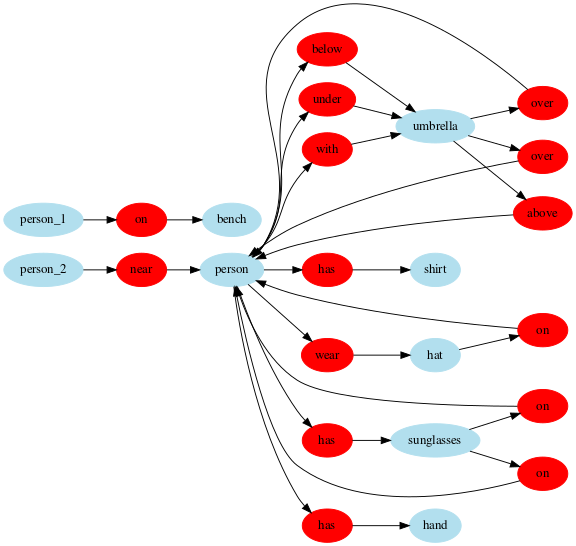 below
under
over
umbrella
with
over
person_1
on
bench
above
person_2
near
person
has
shirt
on
wear
hat
on
has
sunglasses
on
has
hand